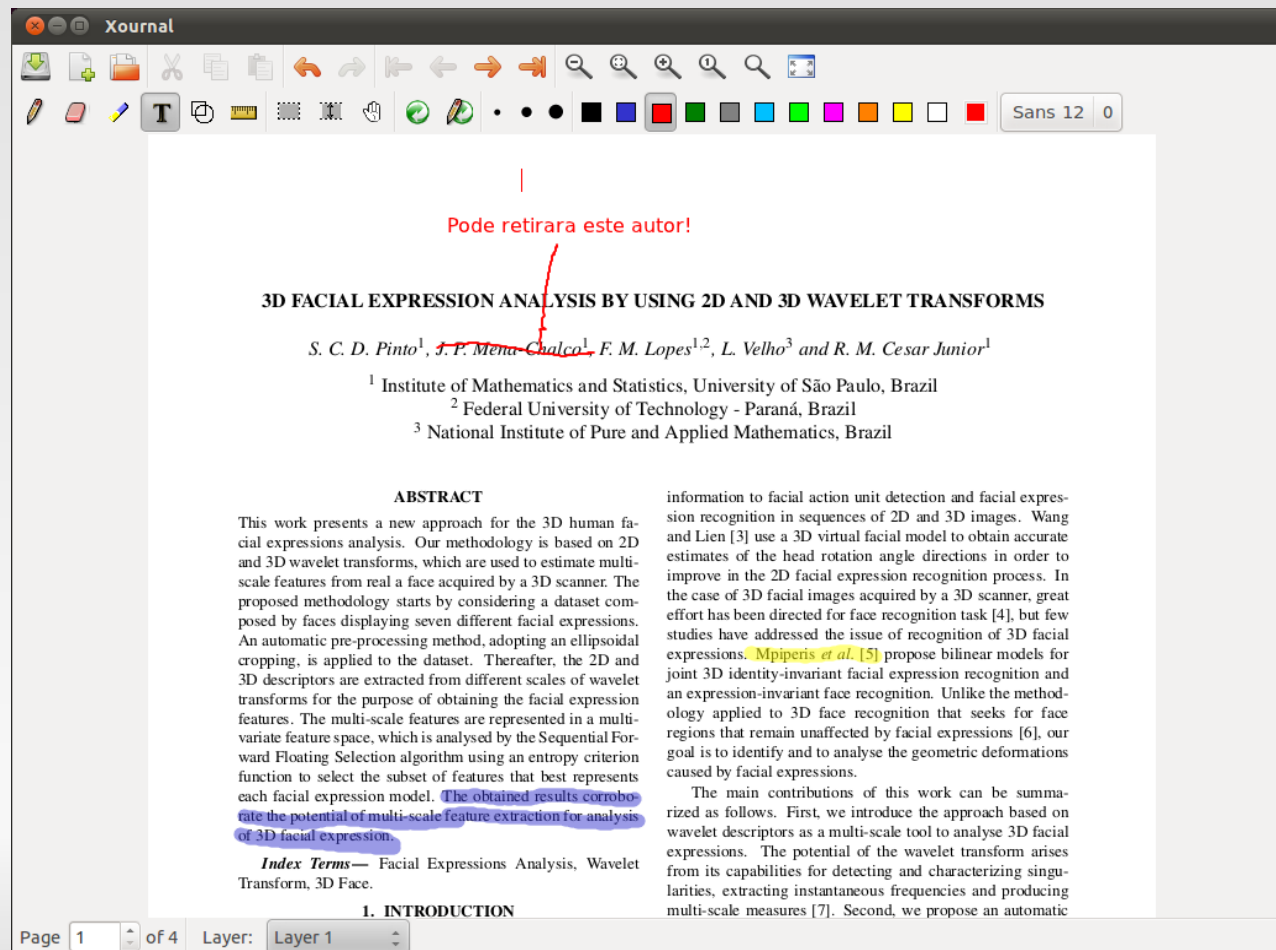 Xournal
T
Sans 12 0
Pode retirara este autor!
3D FACIAL EXPRESSION ANALYSIS BY USING 2D AND 3D WAVELET TRANSFORMS
S. C. D. Pinto¹, J. P. Mena-Chalco¹, F. M. Lopes¹,², L. Velho³ and R. M. Cesar Junior¹
¹ Institute of Mathematics and Statistics, University of São Paulo, Brazil
² Federal University of Technology - Paraná, Brazil
³ National Institute of Pure and Applied Mathematics, Brazil
ABSTRACT
This work presents a new approach for the 3D human fa-
cial expressions analysis. Our methodology is based on 2D
and 3D wavelet transforms, which are used to estimate multi-
scale features from real a face acquired by a 3D scanner. The
proposed methodology starts by considering a dataset com-
posed by faces displaying seven different facial expressions.
An automatic pre-processing method, adopting an ellipsoidal
cropping, is applied to the dataset. Thereafter, the 2D and
3D descriptors are extracted from different scales of wavelet
transforms for the purpose of obtaining the facial expression
features. The multi-scale features are represented in a multi-
variate feature space, which is analysed by the Sequential For-
ward Floating Selection algorithm using an entropy criterion
function to select the subset of features that best represents
each facial expression model. The obtained results corrobo-
rate the potential of multi-scale feature extraction for analysis
of 3D facial expression.
Index Terms— Facial Expressions Analysis, Wavelet
Transform, 3D Face.
1. INTRODUCTION
information to facial action unit detection and facial expres-
sion recognition in sequences of 2D and 3D images. Wang
and Lien [3] use a 3D virtual facial model to obtain accurate
estimates of the head rotation angle directions in order to
improve in the 2D facial expression recognition process. In
the case of 3D facial images acquired by a 3D scanner, great
effort has been directed for face recognition task [4], but few
studies have addressed the issue of recognition of 3D facial
expressions. Mpiperis et al. [5] propose bilinear models for
joint 3D identity-invariant facial expression recognition and
an expression-invariant face recognition. Unlike the method-
ology applied to 3D face recognition that seeks for face
regions that remain unaffected by facial expressions [6], our
goal is to identify and to analyse the geometric deformations
caused by facial expressions.
The main contributions of this work can be summa-
rized as follows. First, we introduce the approach based on
wavelet descriptors as a multi-scale tool to analyse 3D facial
expressions. The potential of the wavelet transform arises
from its capabilities for detecting and characterizing singu-
larities, extracting instantaneous frequencies and producing
multi-scale measures [7]. Second, we propose an automatic
Page 1 of 4 Layer: Layer 1